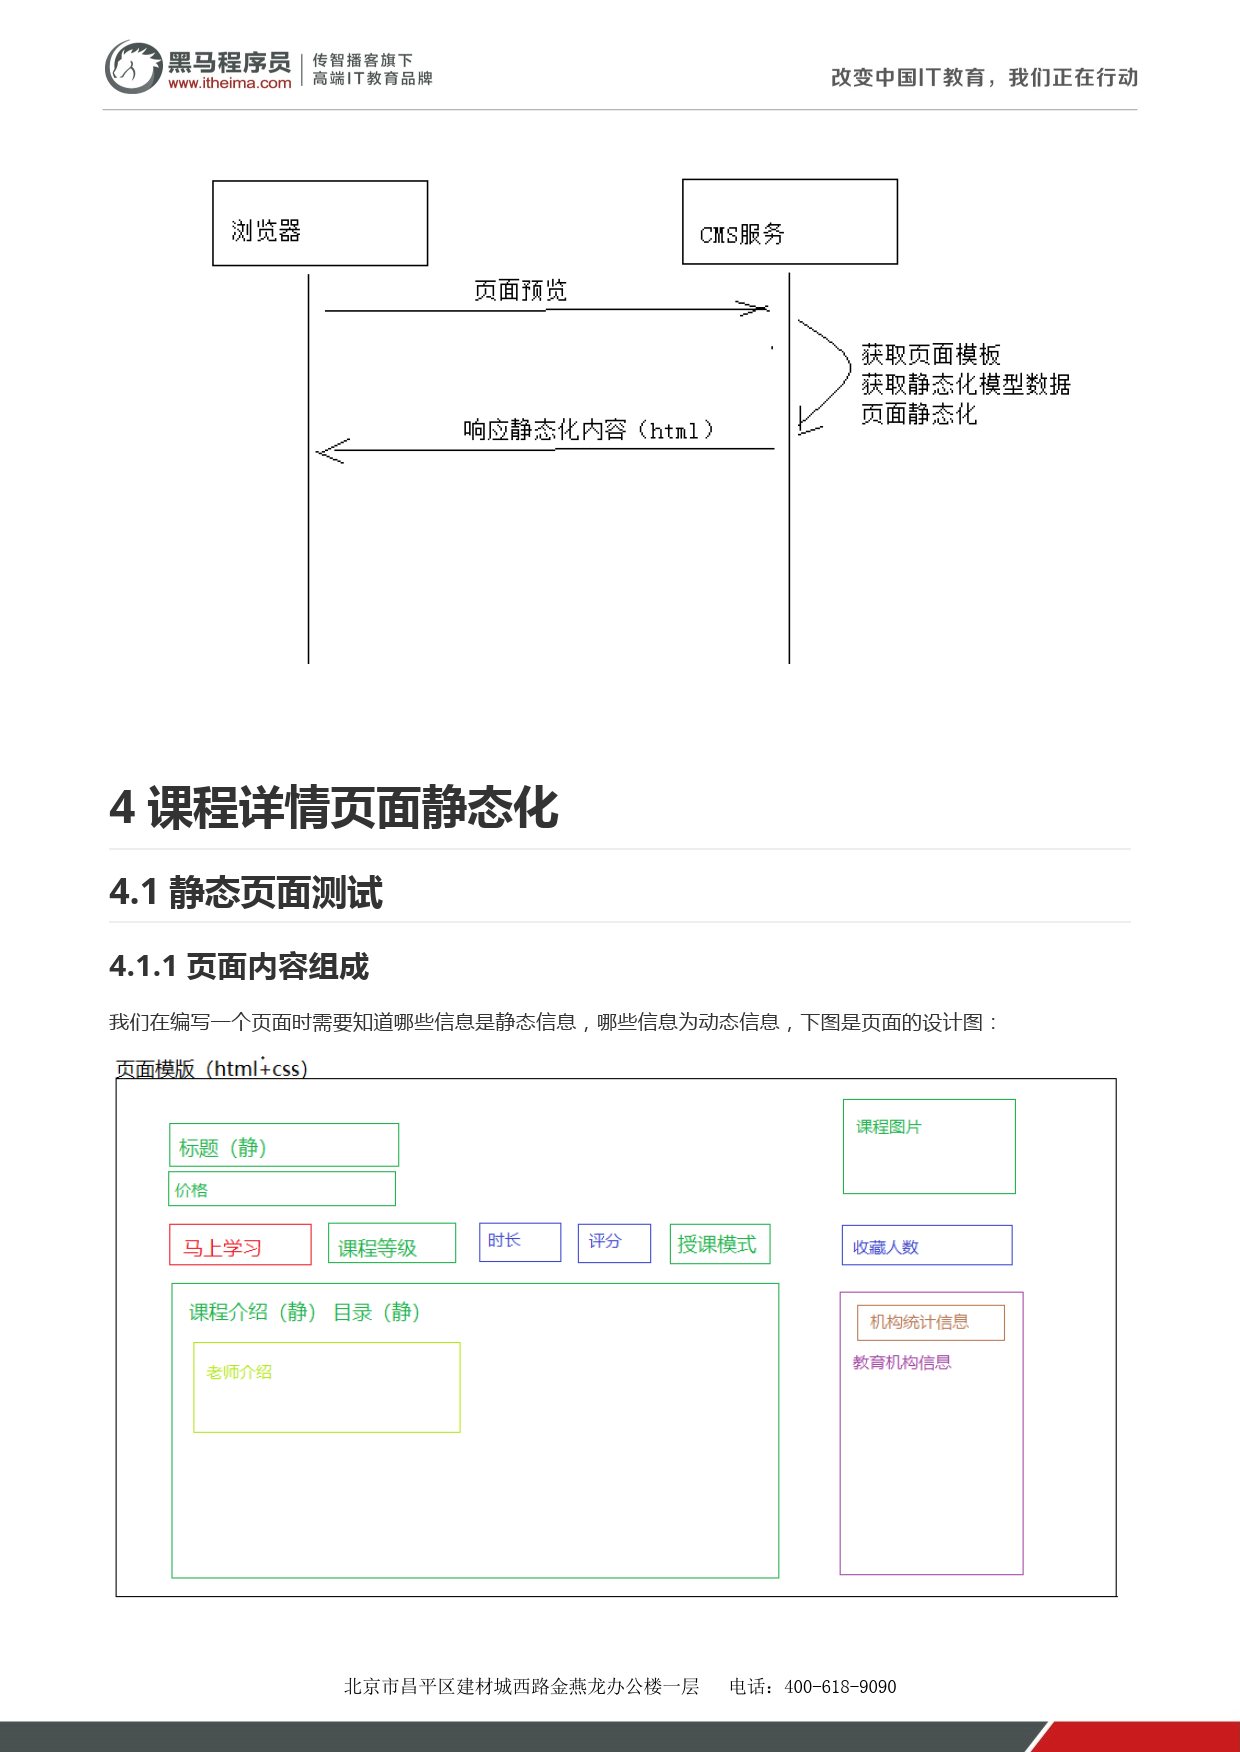 黑马程序员
www.itheima.com
传智播客旗下
高端IT教育品牌
改变中国IT教育，我们正在行动
浏览器
CMS服务
页面预览
获取页面模板
获取静态化模型数据
页面静态化
响应静态化内容（html）
4 课程详情页面静态化
4.1 静态页面测试
4.1.1 页面内容组成
我们在编写一个页面时需要知道哪些信息是静态信息，哪些信息为动态信息，下图是页面的设计图：
页面模版（html+css）
标题（静）
课程图片
价格
马上学习
课程等级
时长
评分
授课模式
收藏人数
课程介绍（静） 目录（静）
老师介绍
机构统计信息
教育机构信息
北京市昌平区建材城西路金燕龙办公楼一层 电话：400-618-9090